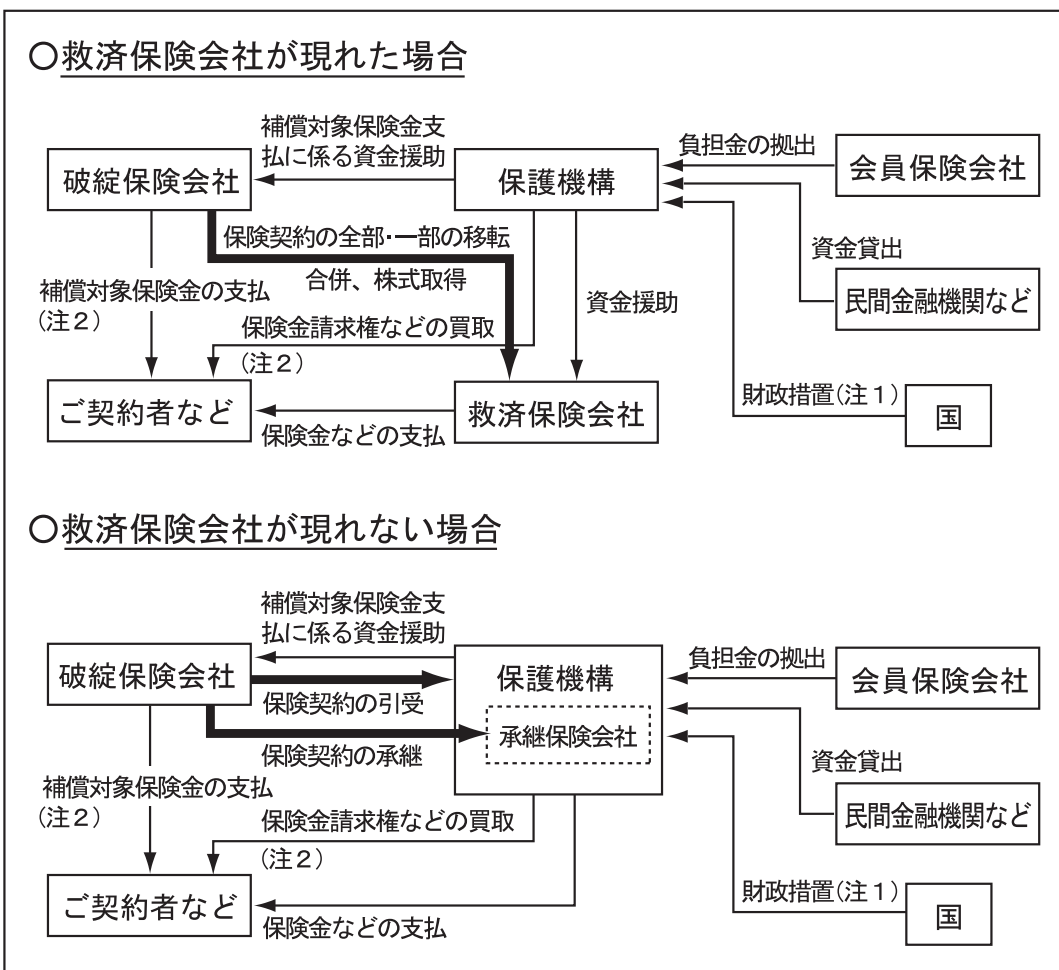 ○救済保険会社が現れた場合
補償対象保険金支
払に係る資金援助
負担金の拠出
破綻保険会社
保護機構
会員保険会社
保険契約の全部・一部の移転
合併、株式取得
資金貸出
補償対象保険金の支払
(注2)
資金援助
民間金融機関など
保険金請求権などの買取
(注2)
ご契約者など
救済保険会社
財政措置(注1)
国
保険金などの支払
○救済保険会社が現れない場合
補償対象保険金支
払に係る資金援助
負担金の拠出
破綻保険会社
保護機構
会員保険会社
保険契約の引受
承継保険会社
保険契約の承継
資金貸出
補償対象保険金の支払
(注2)
民間金融機関など
保険金請求権などの買取
(注2)
財政措置(注1)
ご契約者など
国
保険金などの支払